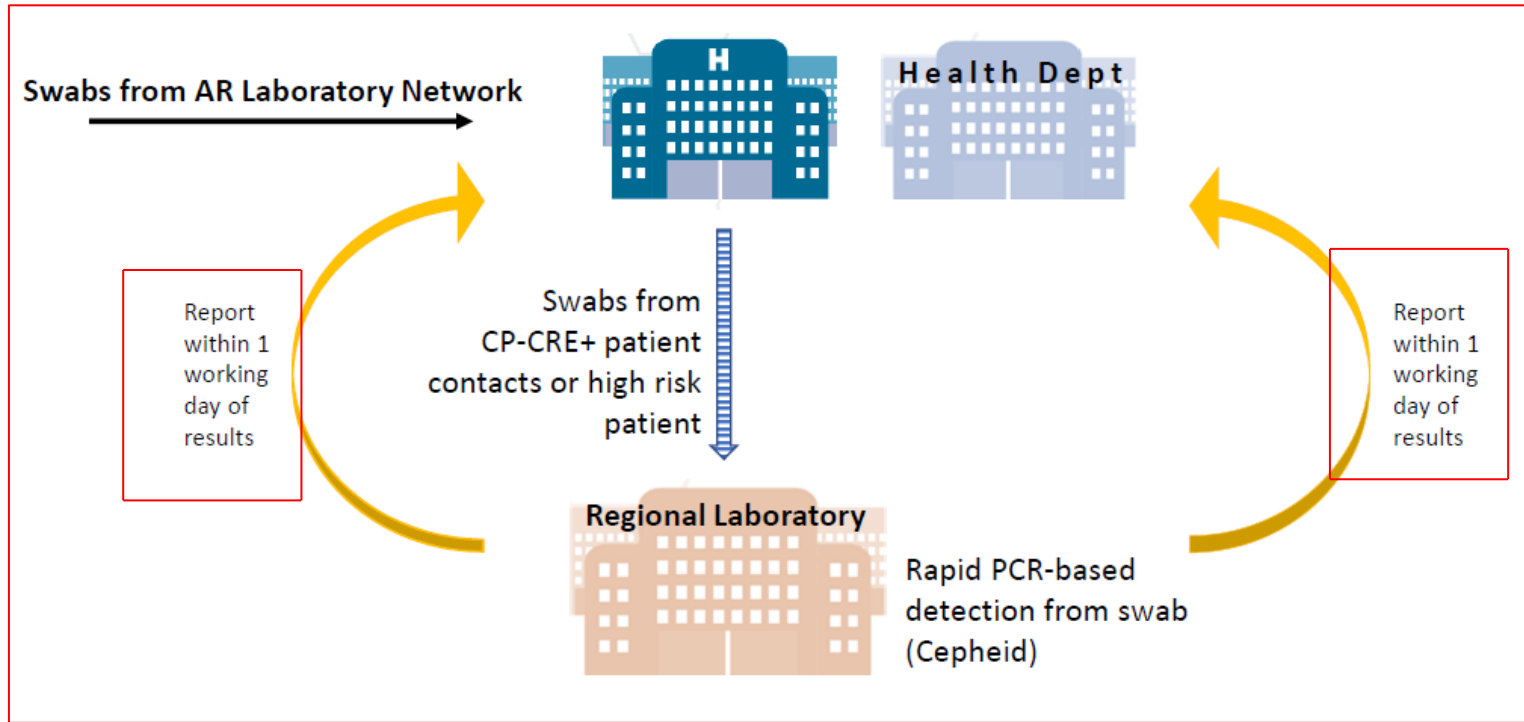 Swabs from AR Laboratory Network
H
Health Dept
Report
within 1
working
day of
results
Swabs from
CP-CRE+ patient
contacts or high risk
patient
Report
within 1
working
day of
results
Regional Laboratory
Rapid PCR-based
detection from swab
(Cepheid)